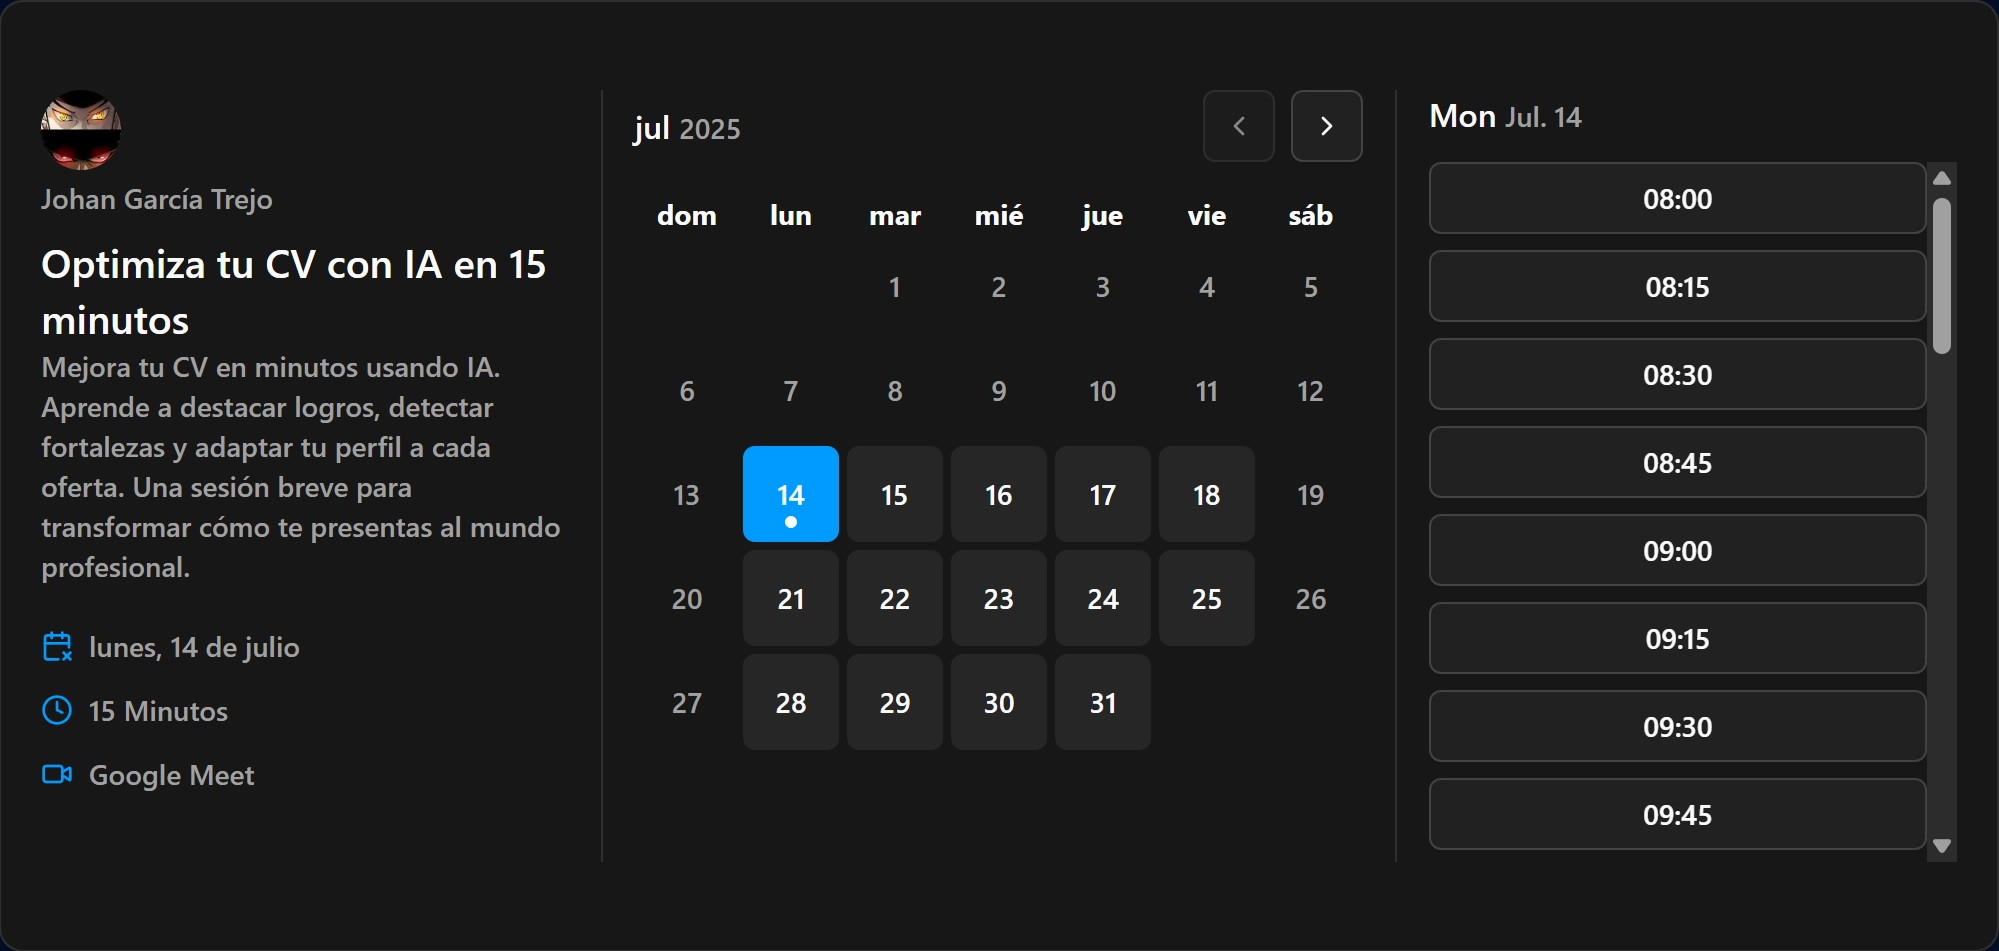 Johan García Trejo
Optimiza tu CV con IA en 15
minutos
Mejora tu CV en minutos usando IA.
Aprende a destacar logros, detectar
fortalezas y adaptar tu perfil a cada
oferta. Una sesión breve para
transformar cómo te presentas al mundo
profesional.
lunes, 14 de julio
15 Minutos
Google Meet
jul 2025
dom lun mar mié jue vie sáb
1 2 3 4 5
6 7 8 9 10 11 12
13 14 15 16 17 18 19
20 21 22 23 24 25 26
27 28 29 30 31
Mon Jul. 14
08:00
08:15
08:30
08:45
09:00
09:15
09:30
09:45